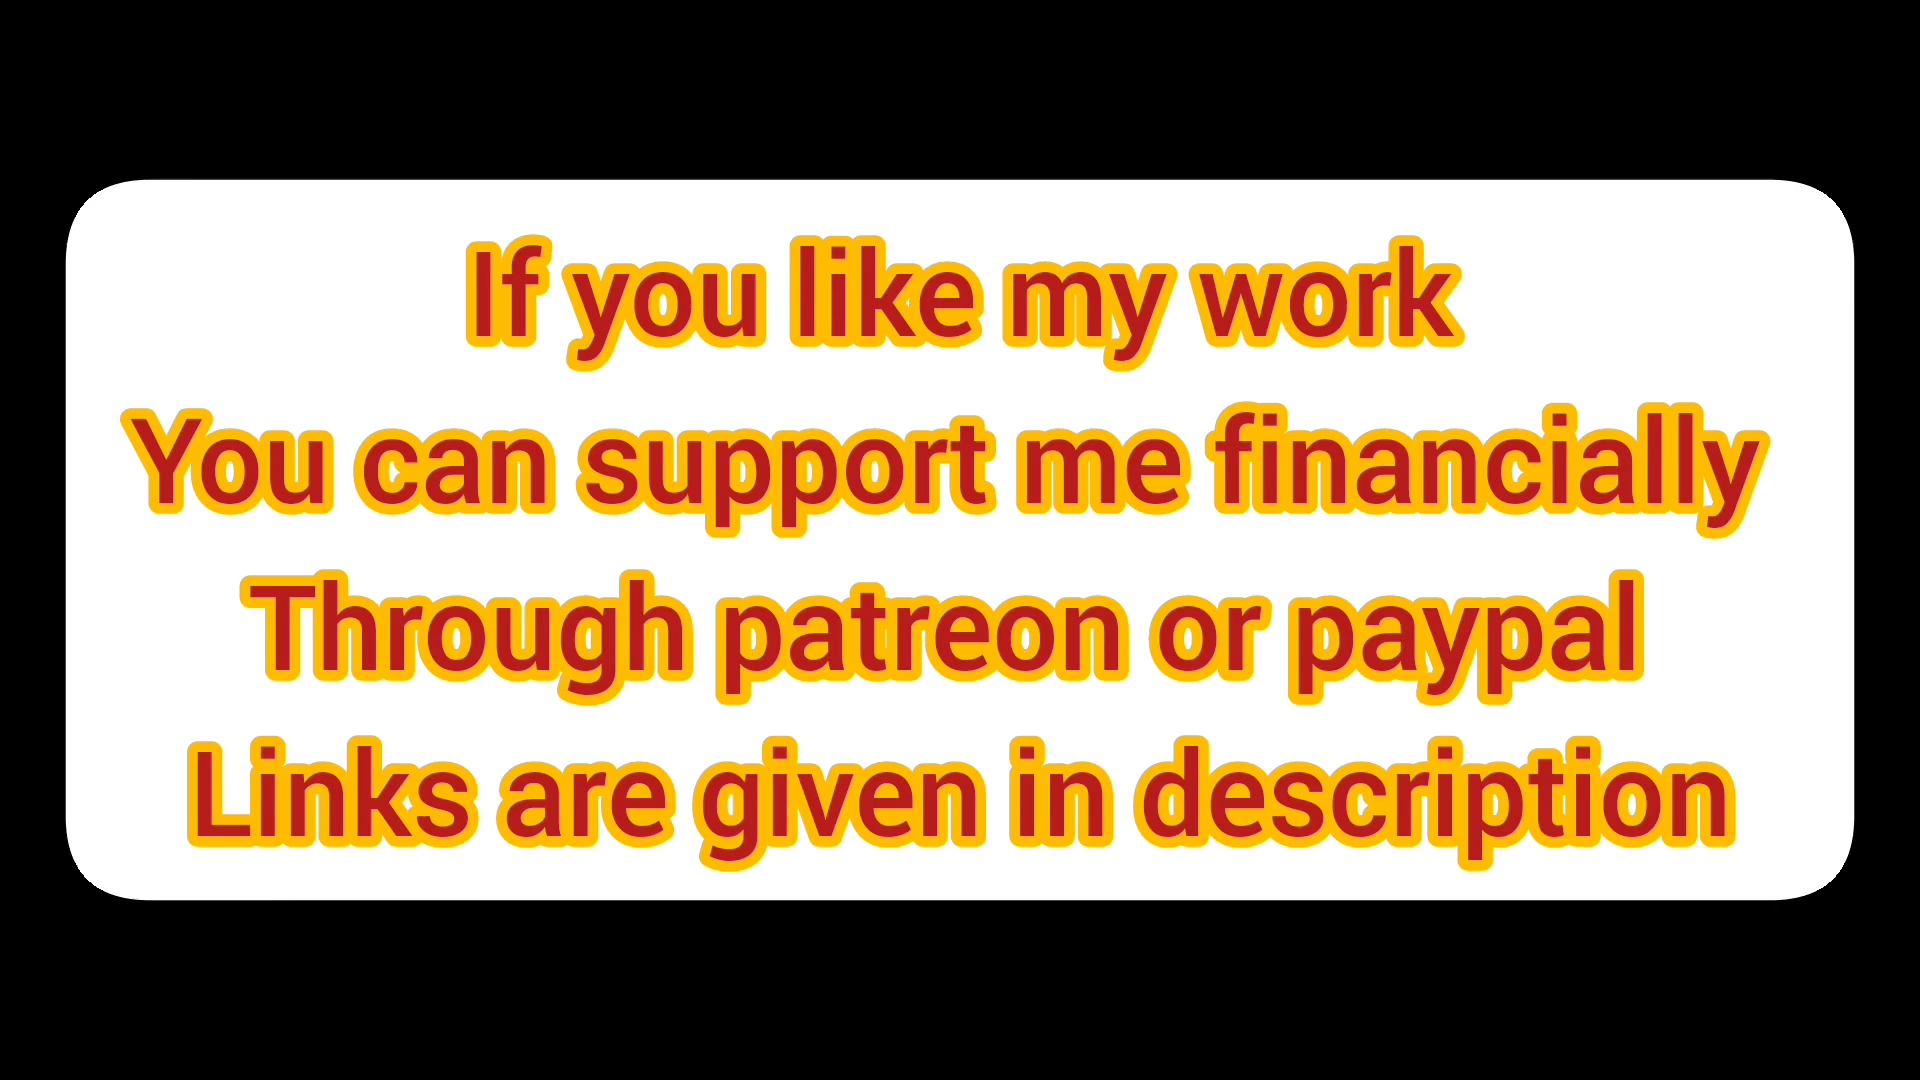 If you like my work
You can support me financially
Through patreon or paypal
Links are given in description